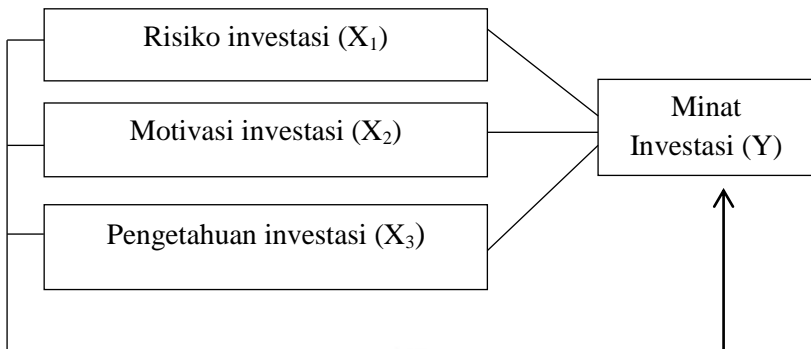 Risiko investasi (X₁)
Motivasi investasi (X₂)
Pengetahuan investasi (X₃)
Minat
Investasi (Y)